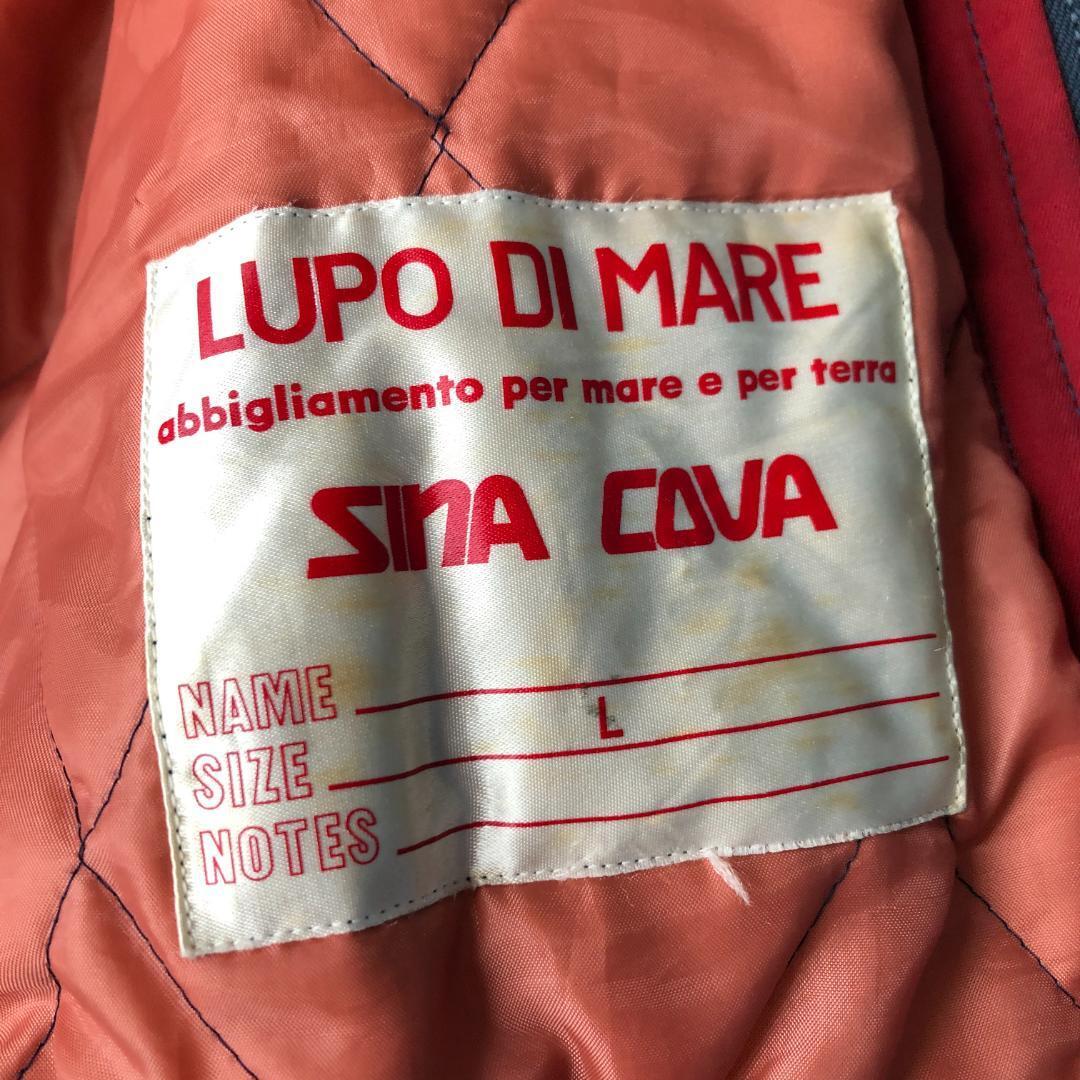 LUPO DI MARE
abbigliamento per mare e per terra
SINA COVA
NAME
SIZE L
NOTES